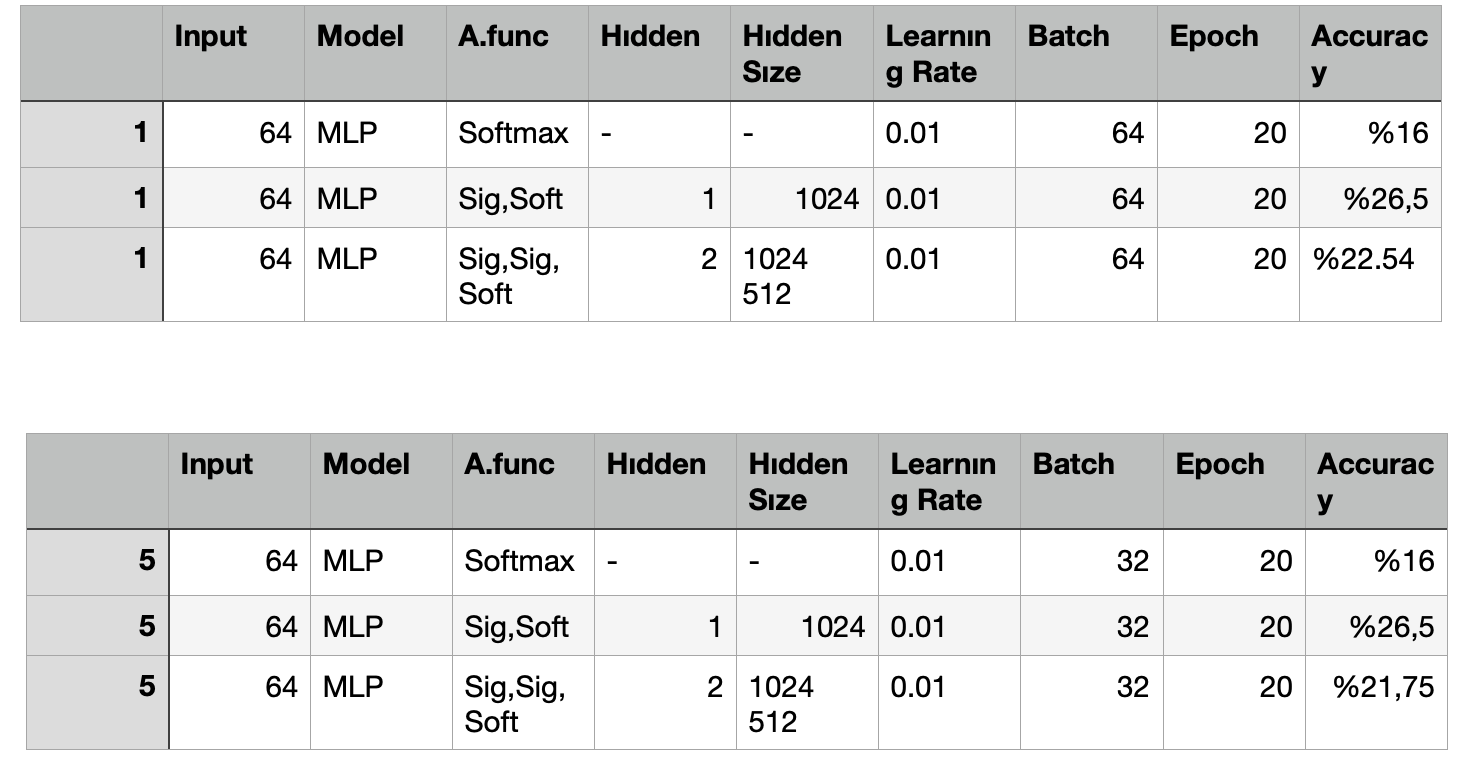 Input Model A.func Hıdden Hıdden Sıze Learnın g Rate Batch Epoch Accurac y
1 64 MLP Softmax - - 0.01 64 20 %16
1 64 MLP Sig,Soft 1 1024 0.01 64 20 %26,5
1 64 MLP Sig,Sig, Soft 2 1024 512 0.01 64 20 %22.54
Input Model A.func Hıdden Hıdden Sıze Learnın g Rate Batch Epoch Accurac y
5 64 MLP Softmax - - 0.01 32 20 %16
5 64 MLP Sig,Soft 1 1024 0.01 32 20 %26,5
5 64 MLP Sig,Sig, Soft 2 1024 512 0.01 32 20 %21,75